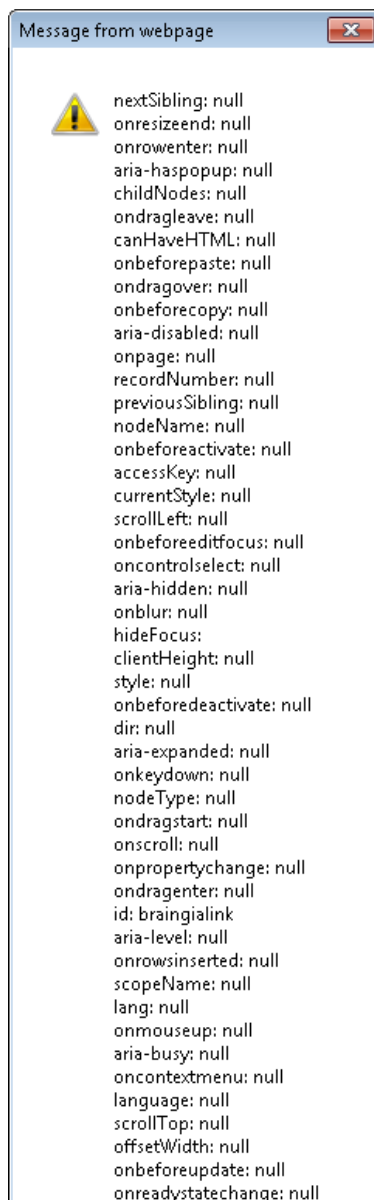 Message from webpage
nextSibling: null
onresizeend: null
onrowenter: null
aria-haspopup: null
childNodes: null
ondragleave: null
canHaveHTML: null
onbeforepaste: null
ondragover: null
onbeforecopy: null
aria-disabled: null
onpage: null
recordNumber: null
previousSibling: null
nodeName: null
onbeforeactivate: null
accessKey: null
currentStyle: null
scrollLeft: null
onbeforeeditfocus: null
oncontrolselect: null
aria-hidden: null
onblur: null
hideFocus:
clientHeight: null
style: null
onbeforedeactivate: null
dir: null
aria-expanded: null
onkeydown: null
nodeType: null
ondragstart: null
onscroll: null
onpropertychange: null
ondragenter: null
id: braingialink
aria-level: null
onrowsinserted: null
scopeName: null
lang: null
onmouseup: null
aria-busy: null
oncontextmenu: null
language: null
scrollTop: null
offsetWidth: null
onbeforeupdate: null
onreadystatechange: null